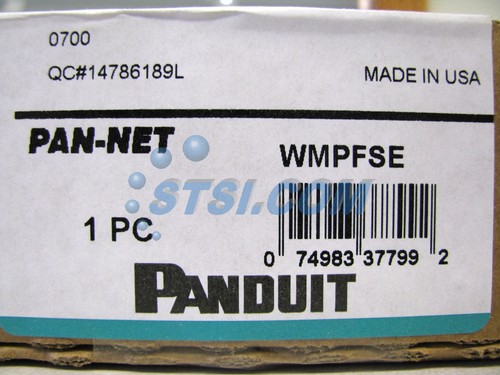 0700
QC#14786189L
MADE IN USA
PAN-NET
WMPFSE
STSI.COM
1 PC
0 74983 37799 2
PANDUIT